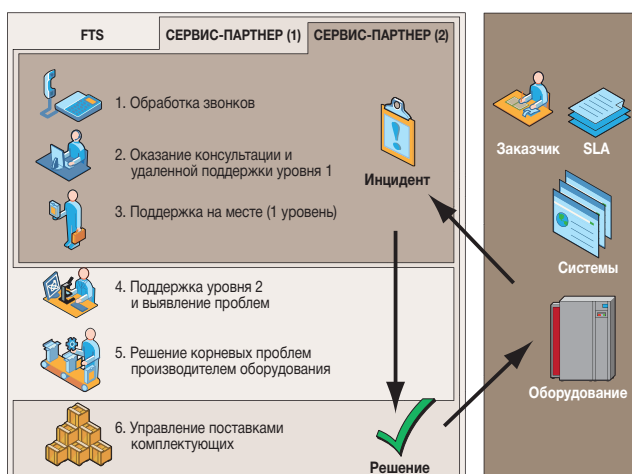 FTS
СЕРВИС-ПАРТНЕР (1)
СЕРВИС-ПАРТНЕР (2)
1. Обработка звонков
2. Оказание консультации и
удаленной поддержки уровня 1
3. Поддержка на месте (1 уровень)
Инцидент
4. Поддержка уровня 2
и выявление проблем
5. Решение корневых проблем
производителем оборудования
6. Управление поставками
комплектующих
Решение
Заказчик
SLA
Системы
Оборудование